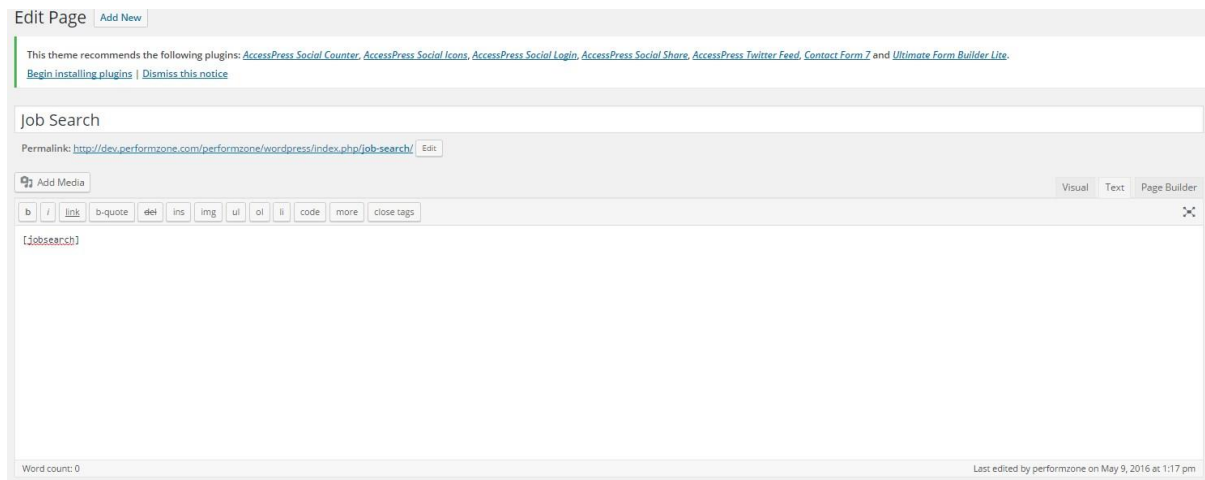 Edit Page Add New
This theme recommends the following plugins: AccessPress Social Counter, AccessPress Social Icons, AccessPress Social Login, AccessPress Social Share, AccessPress Twitter Feed, Contact Form 7 and Ultimate Form Builder Lite.
Begin installing plugins | Dismiss this notice
Job Search
Permalink: http://dev.performzone.com/performzone/wordpress/index.php/job-search/ Edit
Add Media Visual Text Page Builder
b i link b-quote del ins img ul ol li code more close tags
[jobsearch]
Word count: 0 Last edited by performzone on May 9, 2016 at 1:17 pm